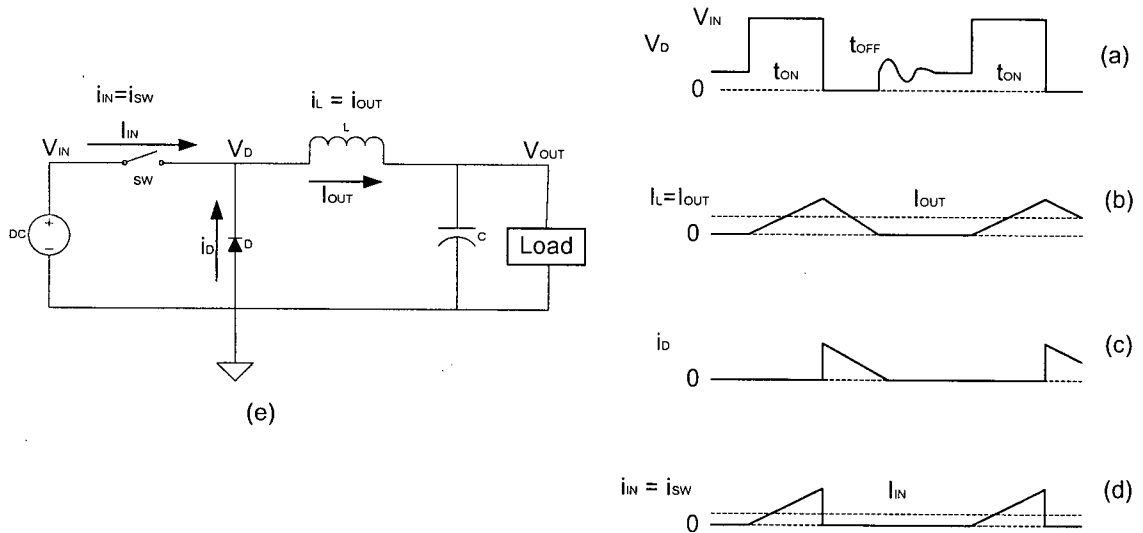 iIN=iSW
IIN
VIN
SW
VD
iL = iOUT
L
IOUT
VOUT
DC
+
−
iD
D
C
Load
(e)
VIN
VD
tON
tOFF
tON
0
(a)
IL=IOUT
IOUT
0
(b)
iD
0
(c)
iIN = iSW
IIN
0
(d)